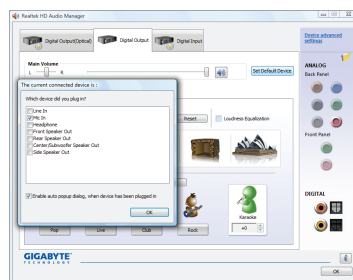 Realtek HD Audio Manager
Digital Output(Optical)
Digital Output
Digital Input
Device advanced settings
Main Volume
L
R
Set Default Device
ANALOG
Back Panel
The current connected device is :
Which device did you plug in?
Line In
Mic In
Headphone
Front Speaker Out
Rear Speaker Out
Center/Subwoofer Speaker Out
Side Speaker Out
Enable auto popup dialog, when device has been plugged in
OK
Reset
Loudness Equalization
Front Panel
DIGITAL
Karaoke
+0
Pop
Live
Club
Rock
GIGABYTE
TECHNOLOGY
OK